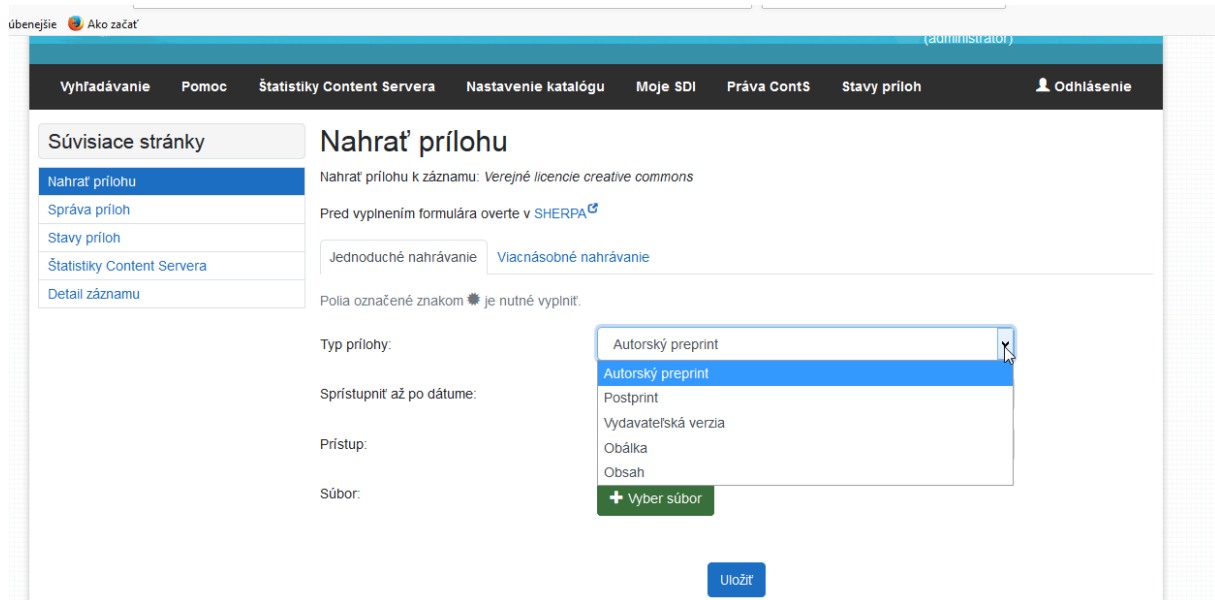 úbenejšie Ako začať
(administrátor)
Vyhľadávanie Pomoc Štatistiky Content Servera Nastavenie katalógu Moje SDI Práva ContS Stavy príloh Odhlásenie
Súvisiace stránky
Nahrať prílohu
Správa príloh
Stavy príloh
Štatistiky Content Servera
Detail záznamu
Nahrať prílohu
Nahrať prílohu k záznamu: Verejné licencie creative commons
Pred vyplnením formulára overte v SHERPA
Jednoduché nahrávanie Viacnásobné nahrávanie
Polia označené znakom je nutné vyplniť.
Typ prílohy: Autorský preprint
Autorský preprint
Sprístupniť až po dátume:
Postprint
Vydavateľská verzia
Prístup:
Obálka
Obsah
Súbor:
Vyber súbor
Uložiť